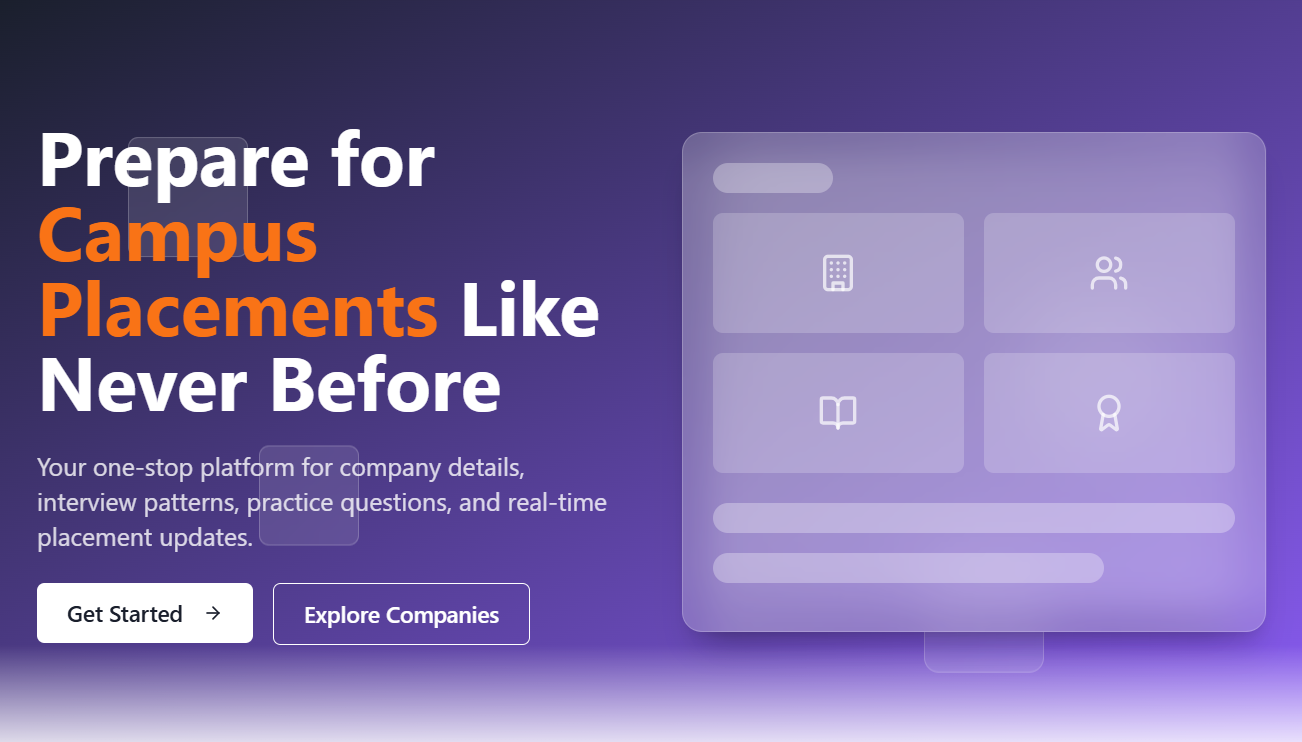 Prepare for
Campus
Placements Like
Never Before
Your one-stop platform for company details,
interview patterns, practice questions, and real-time
placement updates.
Get Started
Explore Companies